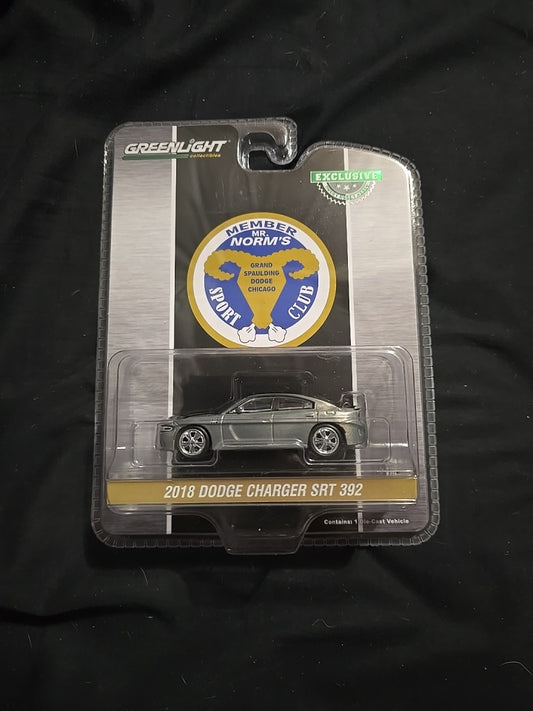 GREENLIGHT
collectibles
EXCLUSIVE
MEMBER
MR.
NORM'S
GRAND
SPAULDING
DODGE
CHICAGO
SPORT
CLUB
2018 DODGE CHARGER SRT 392
Contains: 1 Die-Cast Vehicle